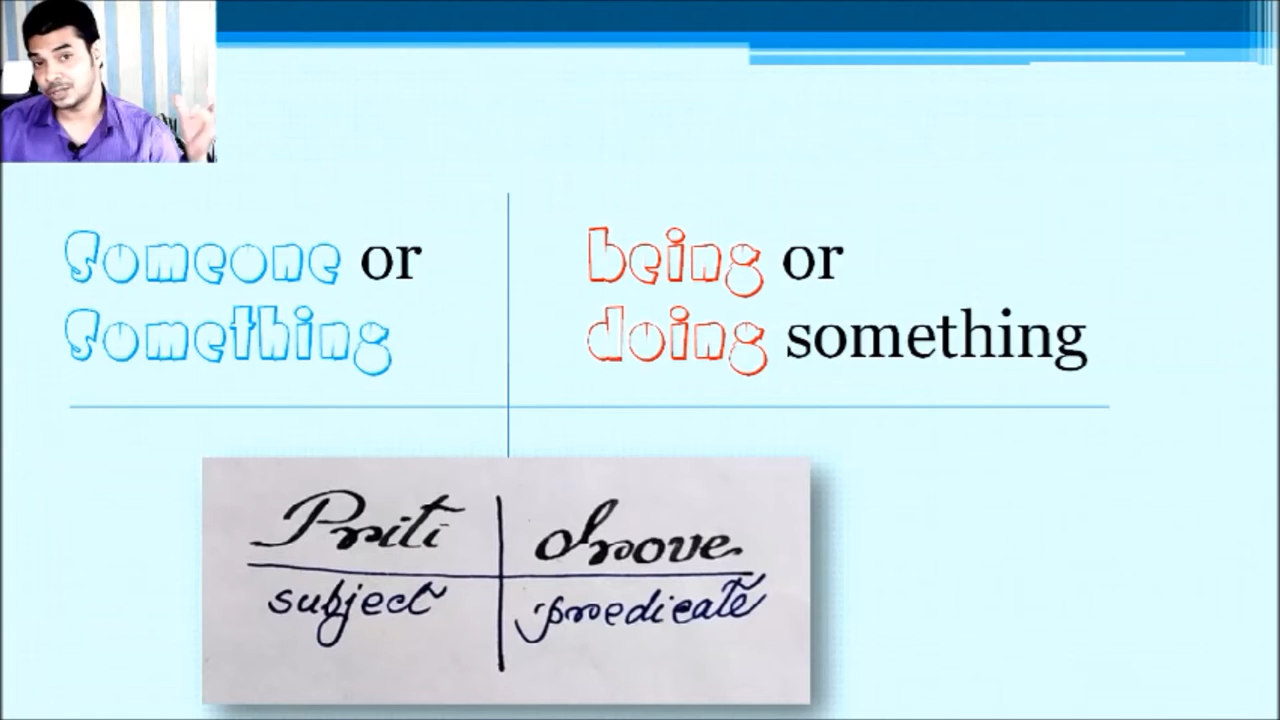 Someone or
Something
being or
doing something
Priti
drove
subject
predicate